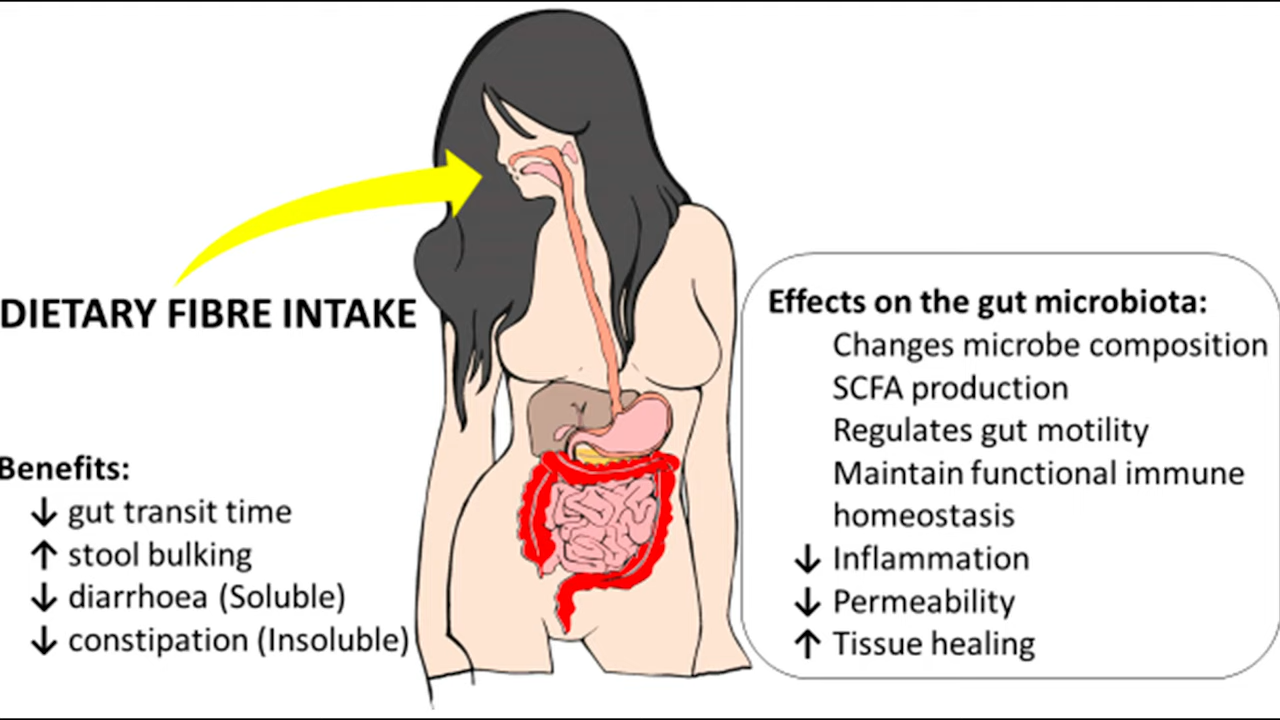 DIETARY FIBRE INTAKE
Benefits:
↓ gut transit time
↑ stool bulking
↓ diarrhoea (Soluble)
↓ constipation (Insoluble)
Effects on the gut microbiota:
Changes microbe composition
SCFA production
Regulates gut motility
Maintain functional immune
homeostasis
↓ Inflammation
↓ Permeability
↑ Tissue healing